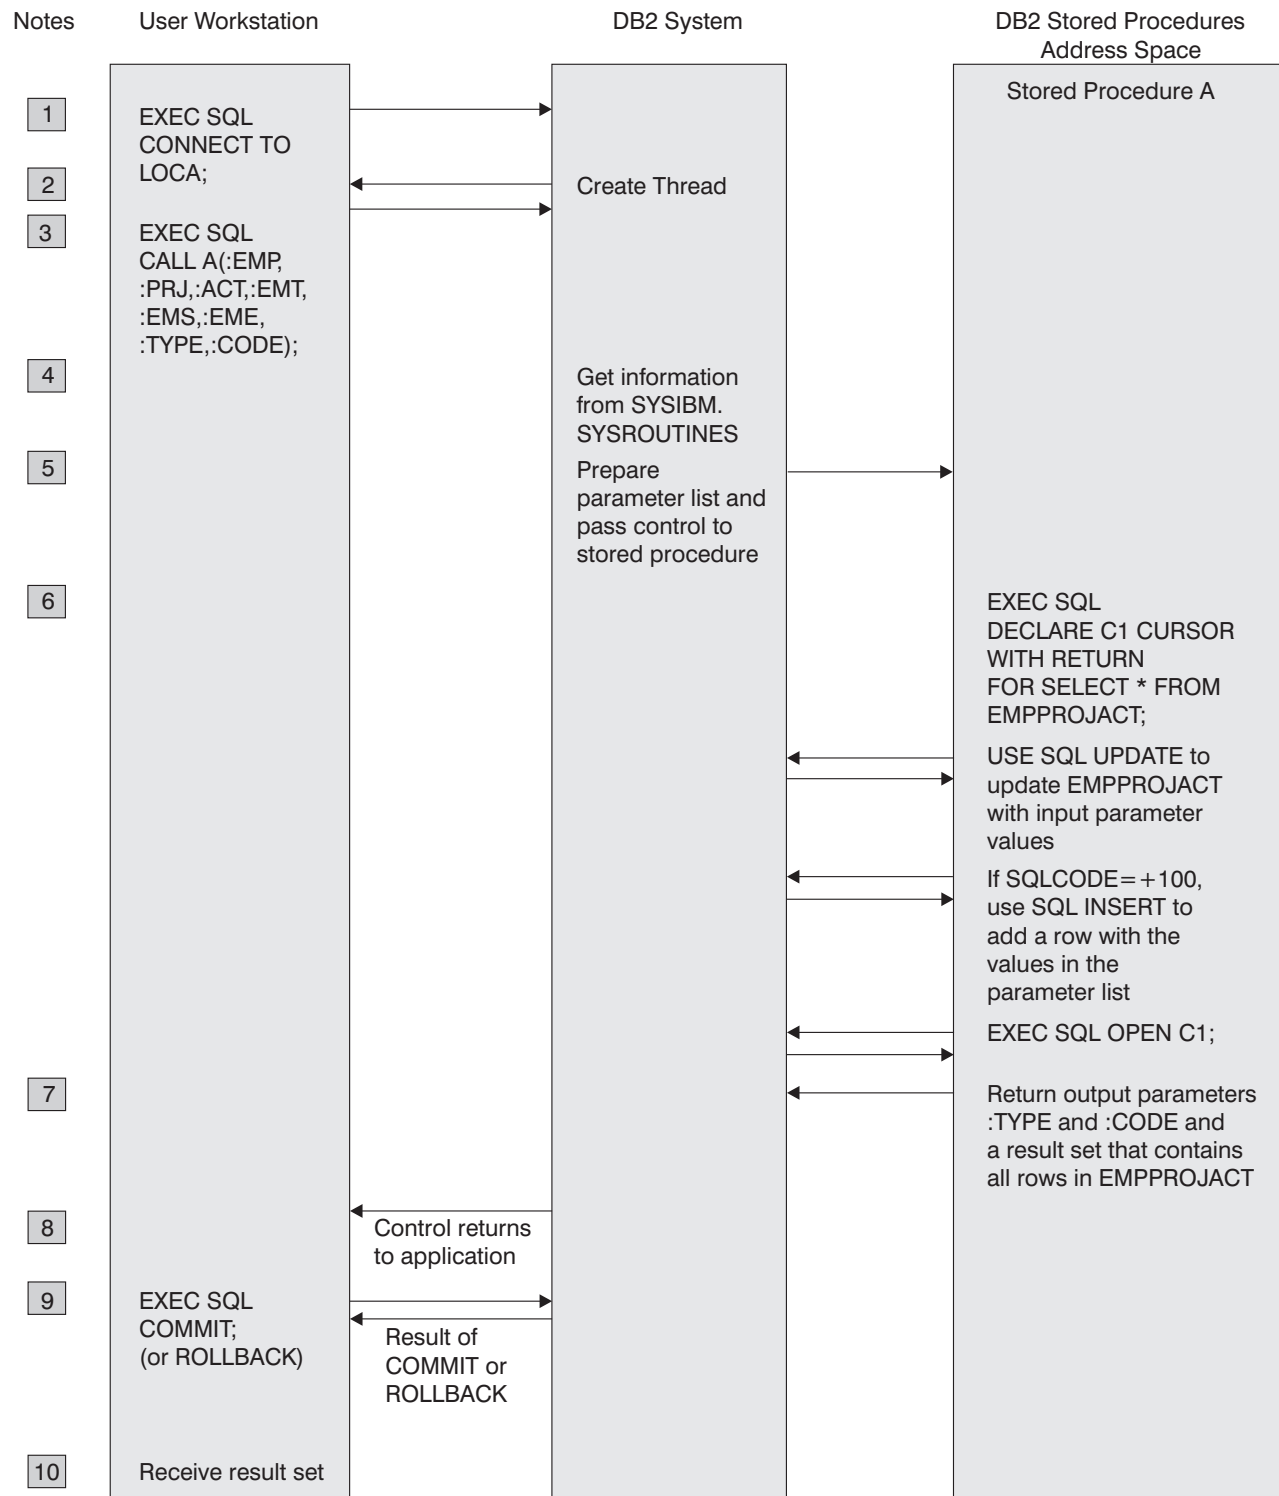 Notes
User Workstation
DB2 System
DB2 Stored Procedures
Address Space
Stored Procedure A
1
EXEC SQL
CONNECT TO
LOCA;
2
Create Thread
3
EXEC SQL
CALL A(:EMP,
:PRJ,:ACT,:EMT,
:EMS,:EME,
:TYPE,:CODE);
4
Get information
from SYSIBM.
SYSROUTINES
5
Prepare
parameter list and
pass control to
stored procedure
6
EXEC SQL
DECLARE C1 CURSOR
WITH RETURN
FOR SELECT * FROM
EMPPROJACT;
USE SQL UPDATE to
update EMPPROJACT
with input parameter
values
If SQLCODE=+100,
use SQL INSERT to
add a row with the
values in the
parameter list
EXEC SQL OPEN C1;
7
Return output parameters
:TYPE and :CODE and
a result set that contains
all rows in EMPPROJACT
8
Control returns
to application
9
EXEC SQL
COMMIT;
(or ROLLBACK)
Result of
COMMIT or
ROLLBACK
10
Receive result set